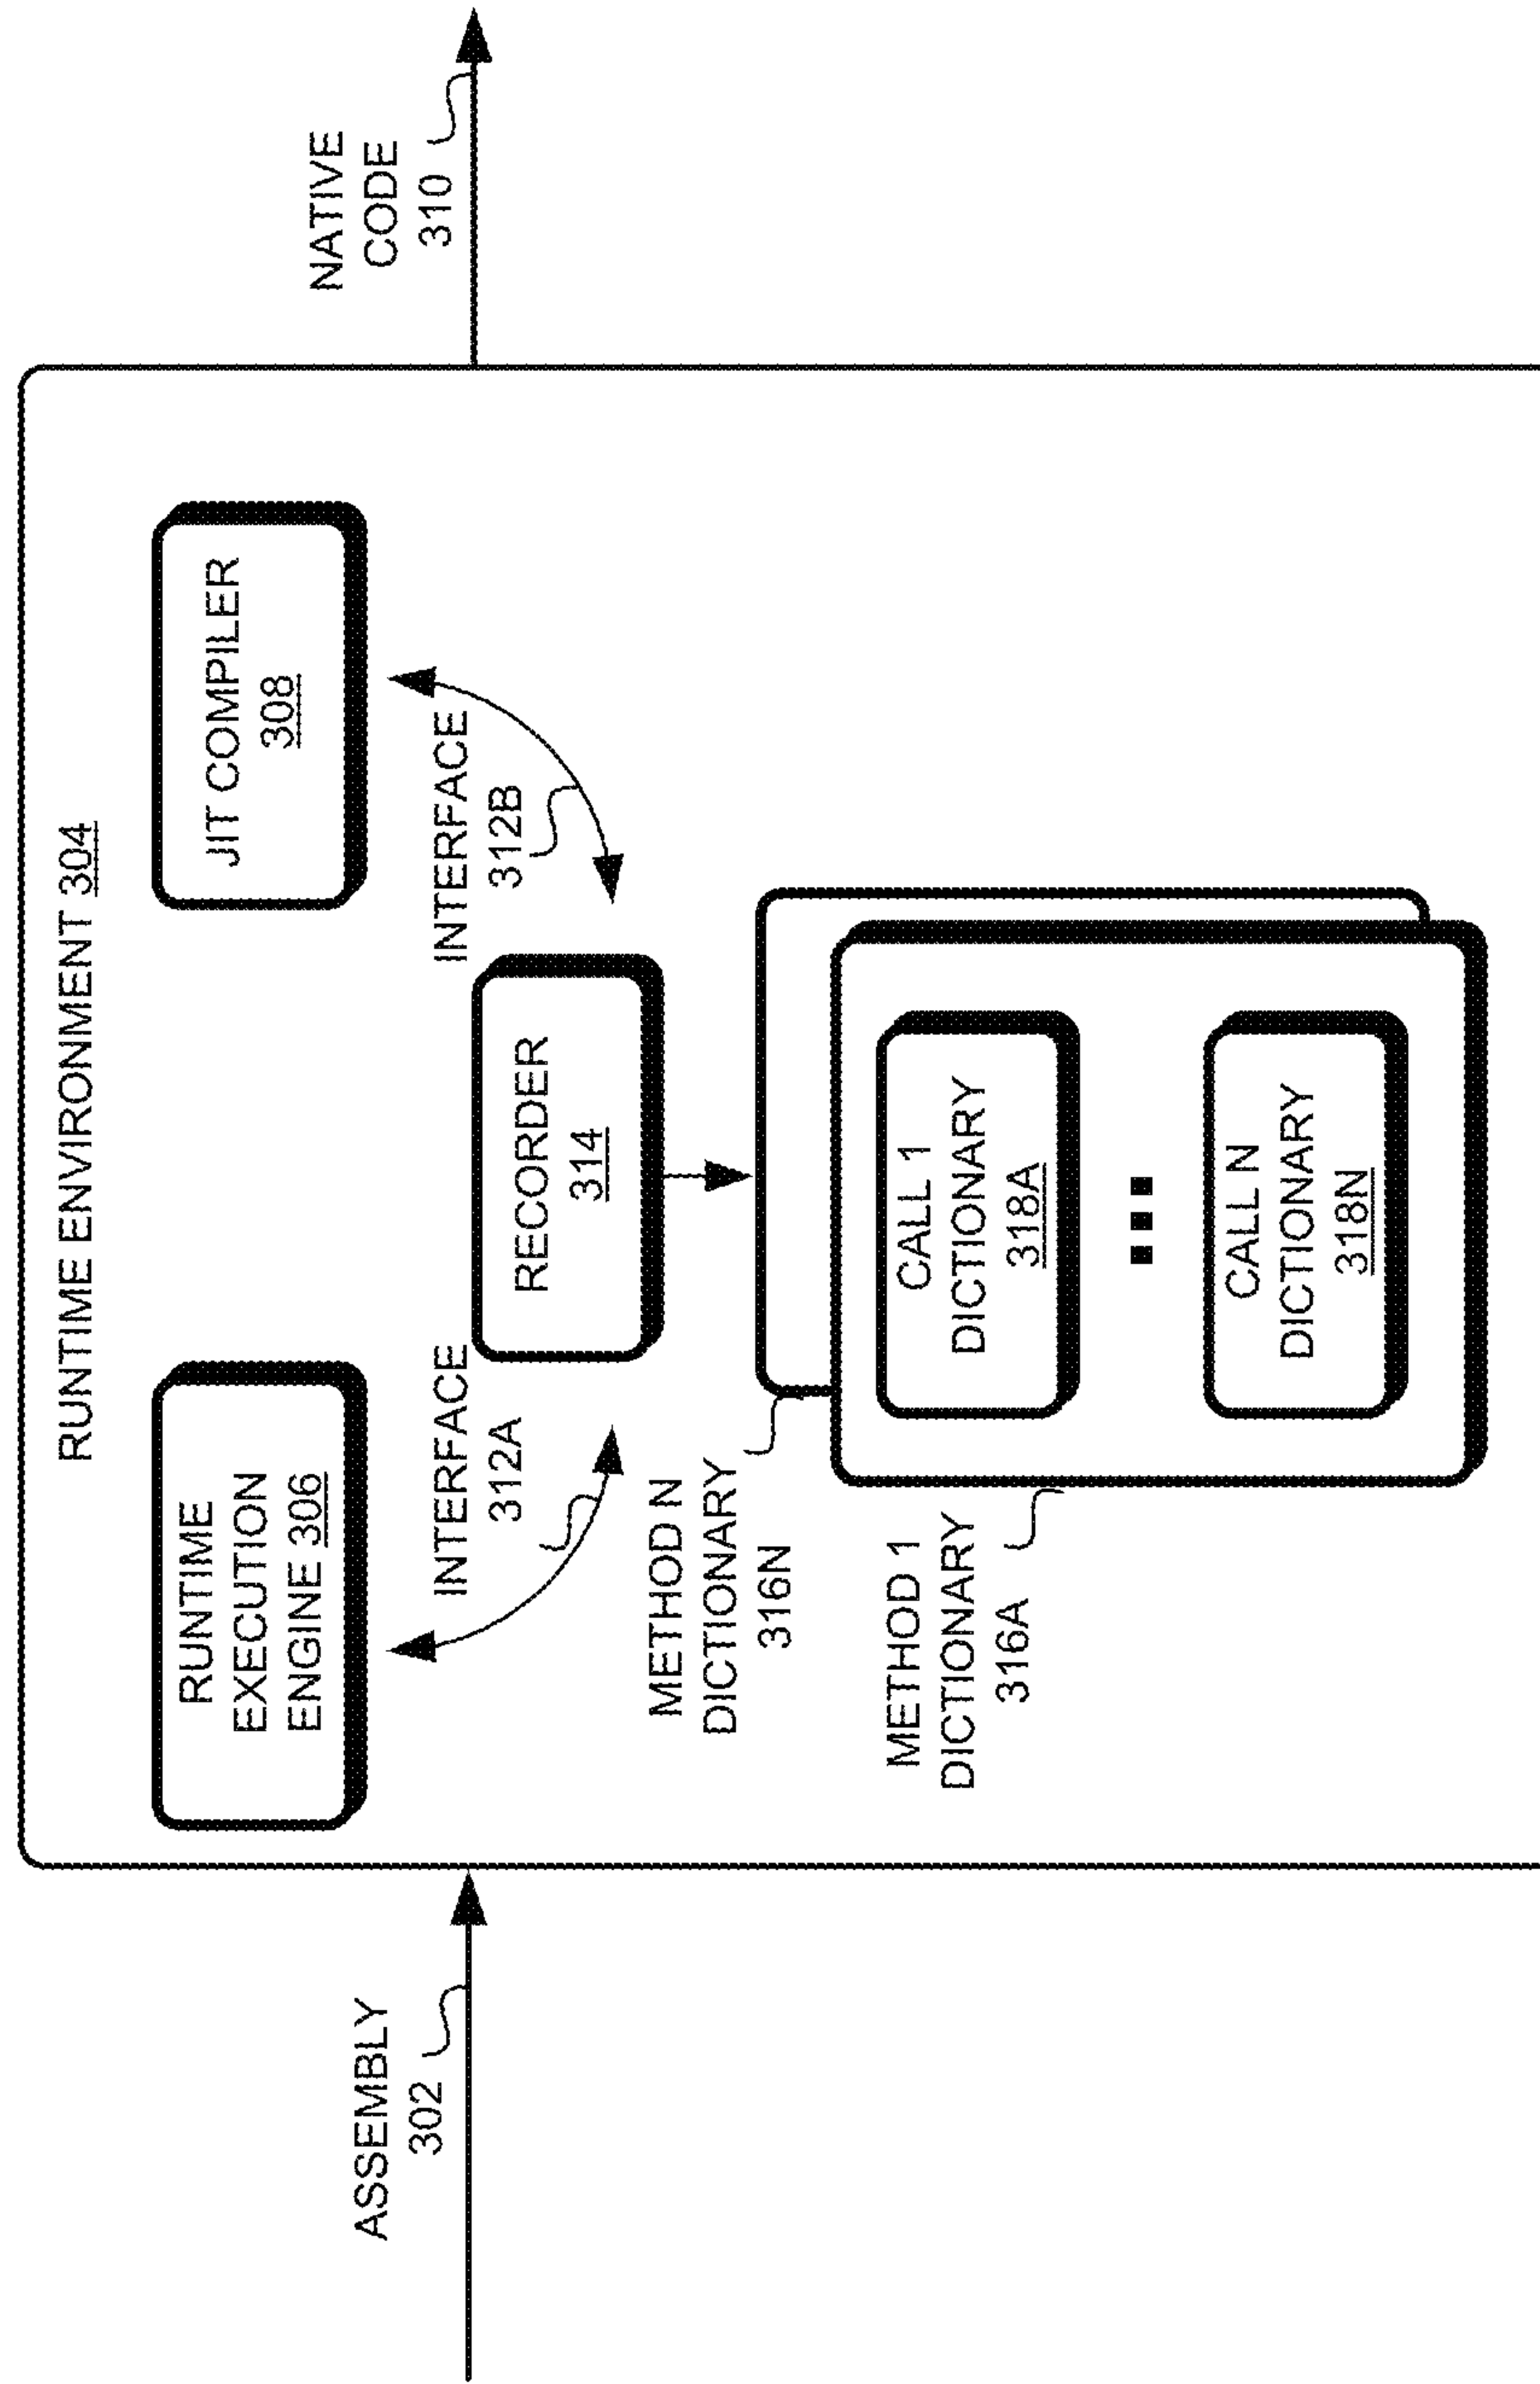 RUNTIME ENVIRONMENT 304
RUNTIME
EXECUTION
ENGINE 306
JIT COMPILER
308
NATIVE
CODE
310
ASSEMBLY
302
INTERFACE
312A
INTERFACE
312B
RECORDER
314
METHOD N
DICTIONARY
316N
METHOD 1
DICTIONARY
316A
CALL 1
DICTIONARY
318A
CALL N
DICTIONARY
318N